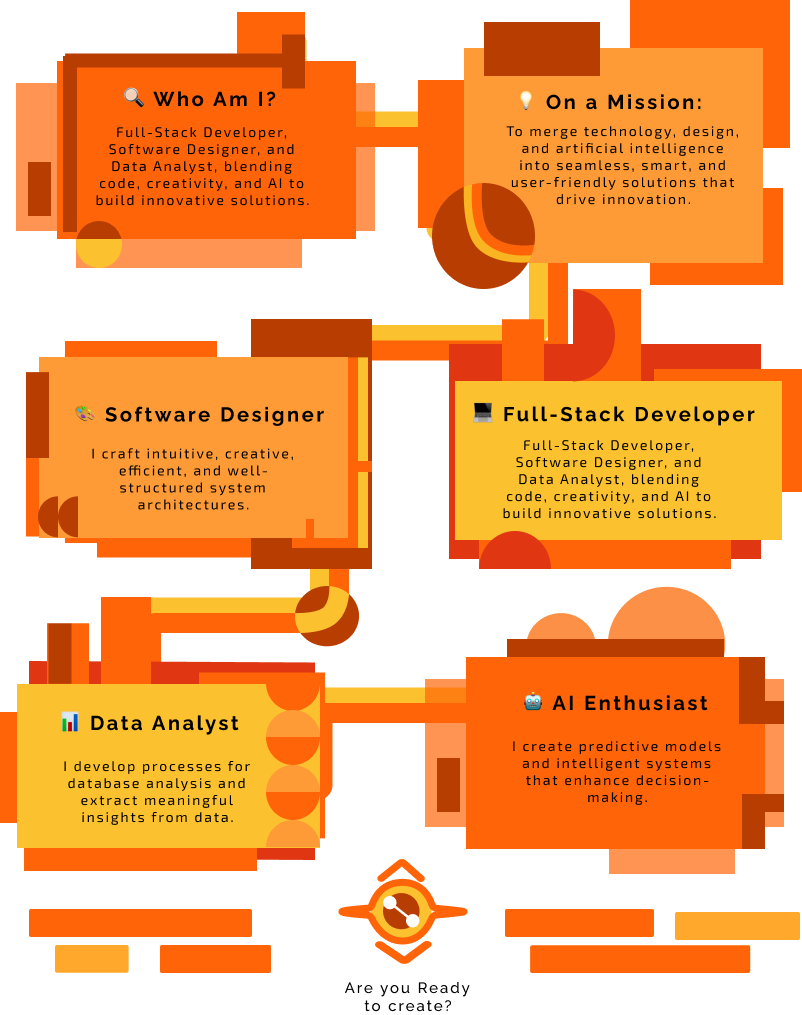 🔍 Who Am I?
Full-Stack Developer,
Software Designer, and
Data Analyst, blending
code, creativity, and AI to
build innovative solutions.
💡 On a Mission:
To merge technology, design,
and artificial intelligence
into seamless, smart, and
user-friendly solutions that
drive innovation.
🎨 Software Designer
I craft intuitive, creative,
efficient, and well-
structured system
architectures.
💻 Full-Stack Developer
Full-Stack Developer,
Software Designer, and
Data Analyst, blending
code, creativity, and AI to
build innovative solutions.
📊 Data Analyst
I develop processes for
database analysis and
extract meaningful
insights from data.
🤖 AI Enthusiast
I create predictive models
and intelligent systems
that enhance decision-
making.
Are you Ready
to create?